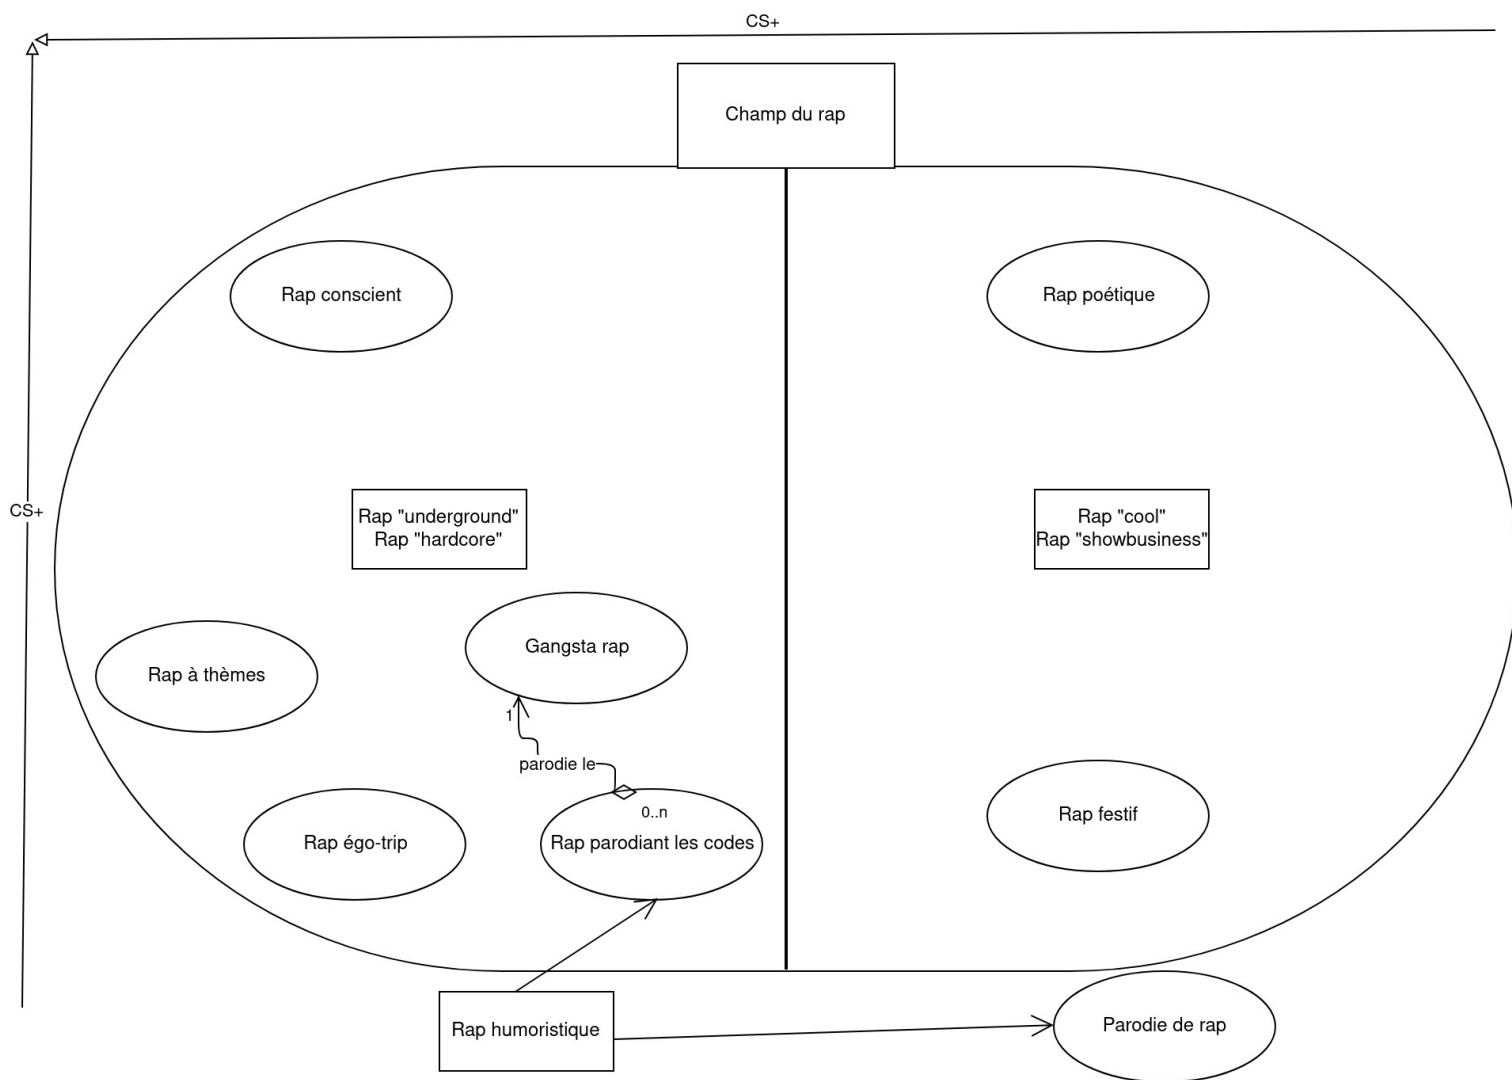 CS+
Champ du rap
Rap conscient
Rap poétique
CS+
Rap "underground"
Rap "hardcore"
Rap "cool"
Rap "showbusiness"
Gangsta rap
Rap à thèmes
1
parodie le
0..n
Rap égo-trip
Rap parodiant les codes
Rap festif
Rap humoristique
Parodie de rap